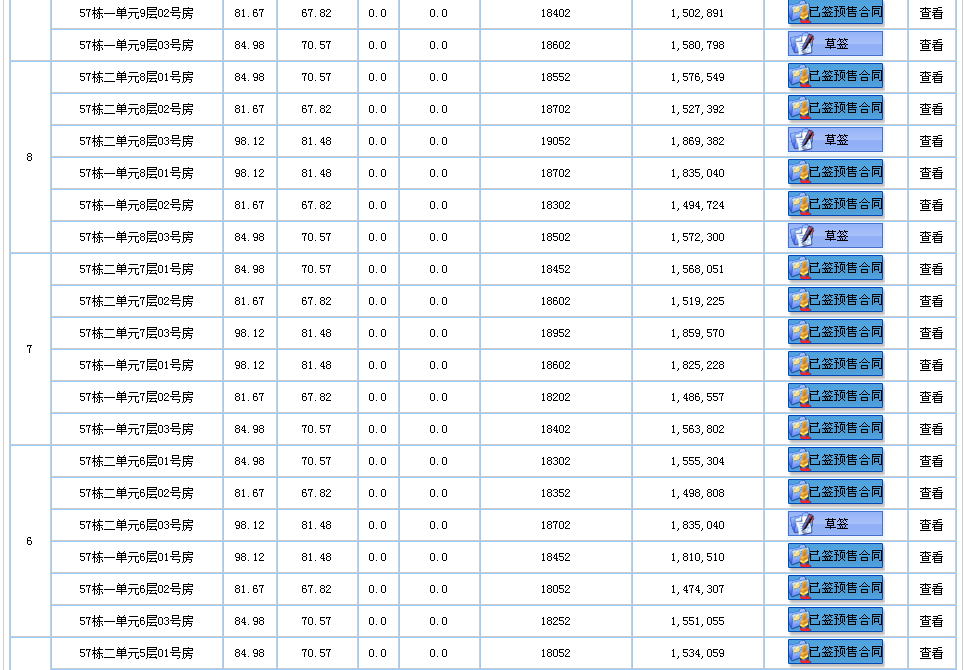 57栋一单元9层02号房 81.67 67.82 0.0 0.0 18402 1,502,891 已签预售合同 查看
57栋一单元9层03号房 84.98 70.57 0.0 0.0 18602 1,580,798 草签 查看
57栋二单元8层01号房 84.98 70.57 0.0 0.0 18552 1,576,549 已签预售合同 查看
57栋二单元8层02号房 81.67 67.82 0.0 0.0 18702 1,527,392 已签预售合同 查看
57栋二单元8层03号房 98.12 81.48 0.0 0.0 19052 1,869,382 草签 查看
8
57栋一单元8层01号房 98.12 81.48 0.0 0.0 18702 1,835,040 已签预售合同 查看
57栋一单元8层02号房 81.67 67.82 0.0 0.0 18302 1,494,724 已签预售合同 查看
57栋一单元8层03号房 84.98 70.57 0.0 0.0 18502 1,572,300 草签 查看
57栋二单元7层01号房 84.98 70.57 0.0 0.0 18452 1,568,051 已签预售合同 查看
57栋二单元7层02号房 81.67 67.82 0.0 0.0 18602 1,519,225 已签预售合同 查看
57栋二单元7层03号房 98.12 81.48 0.0 0.0 18952 1,859,570 已签预售合同 查看
7
57栋一单元7层01号房 98.12 81.48 0.0 0.0 18602 1,825,228 已签预售合同 查看
57栋一单元7层02号房 81.67 67.82 0.0 0.0 18202 1,486,557 已签预售合同 查看
57栋一单元7层03号房 84.98 70.57 0.0 0.0 18402 1,563,802 已签预售合同 查看
57栋二单元6层01号房 84.98 70.57 0.0 0.0 18302 1,555,304 已签预售合同 查看
57栋二单元6层02号房 81.67 67.82 0.0 0.0 18352 1,498,808 已签预售合同 查看
57栋二单元6层03号房 98.12 81.48 0.0 0.0 18702 1,835,040 草签 查看
6
57栋一单元6层01号房 98.12 81.48 0.0 0.0 18452 1,810,510 已签预售合同 查看
57栋一单元6层02号房 81.67 67.82 0.0 0.0 18052 1,474,307 已签预售合同 查看
57栋一单元6层03号房 84.98 70.57 0.0 0.0 18252 1,551,055 已签预售合同 查看
57栋二单元5层01号房 84.98 70.57 0.0 0.0 18052 1,534,059 已签预售合同 查看